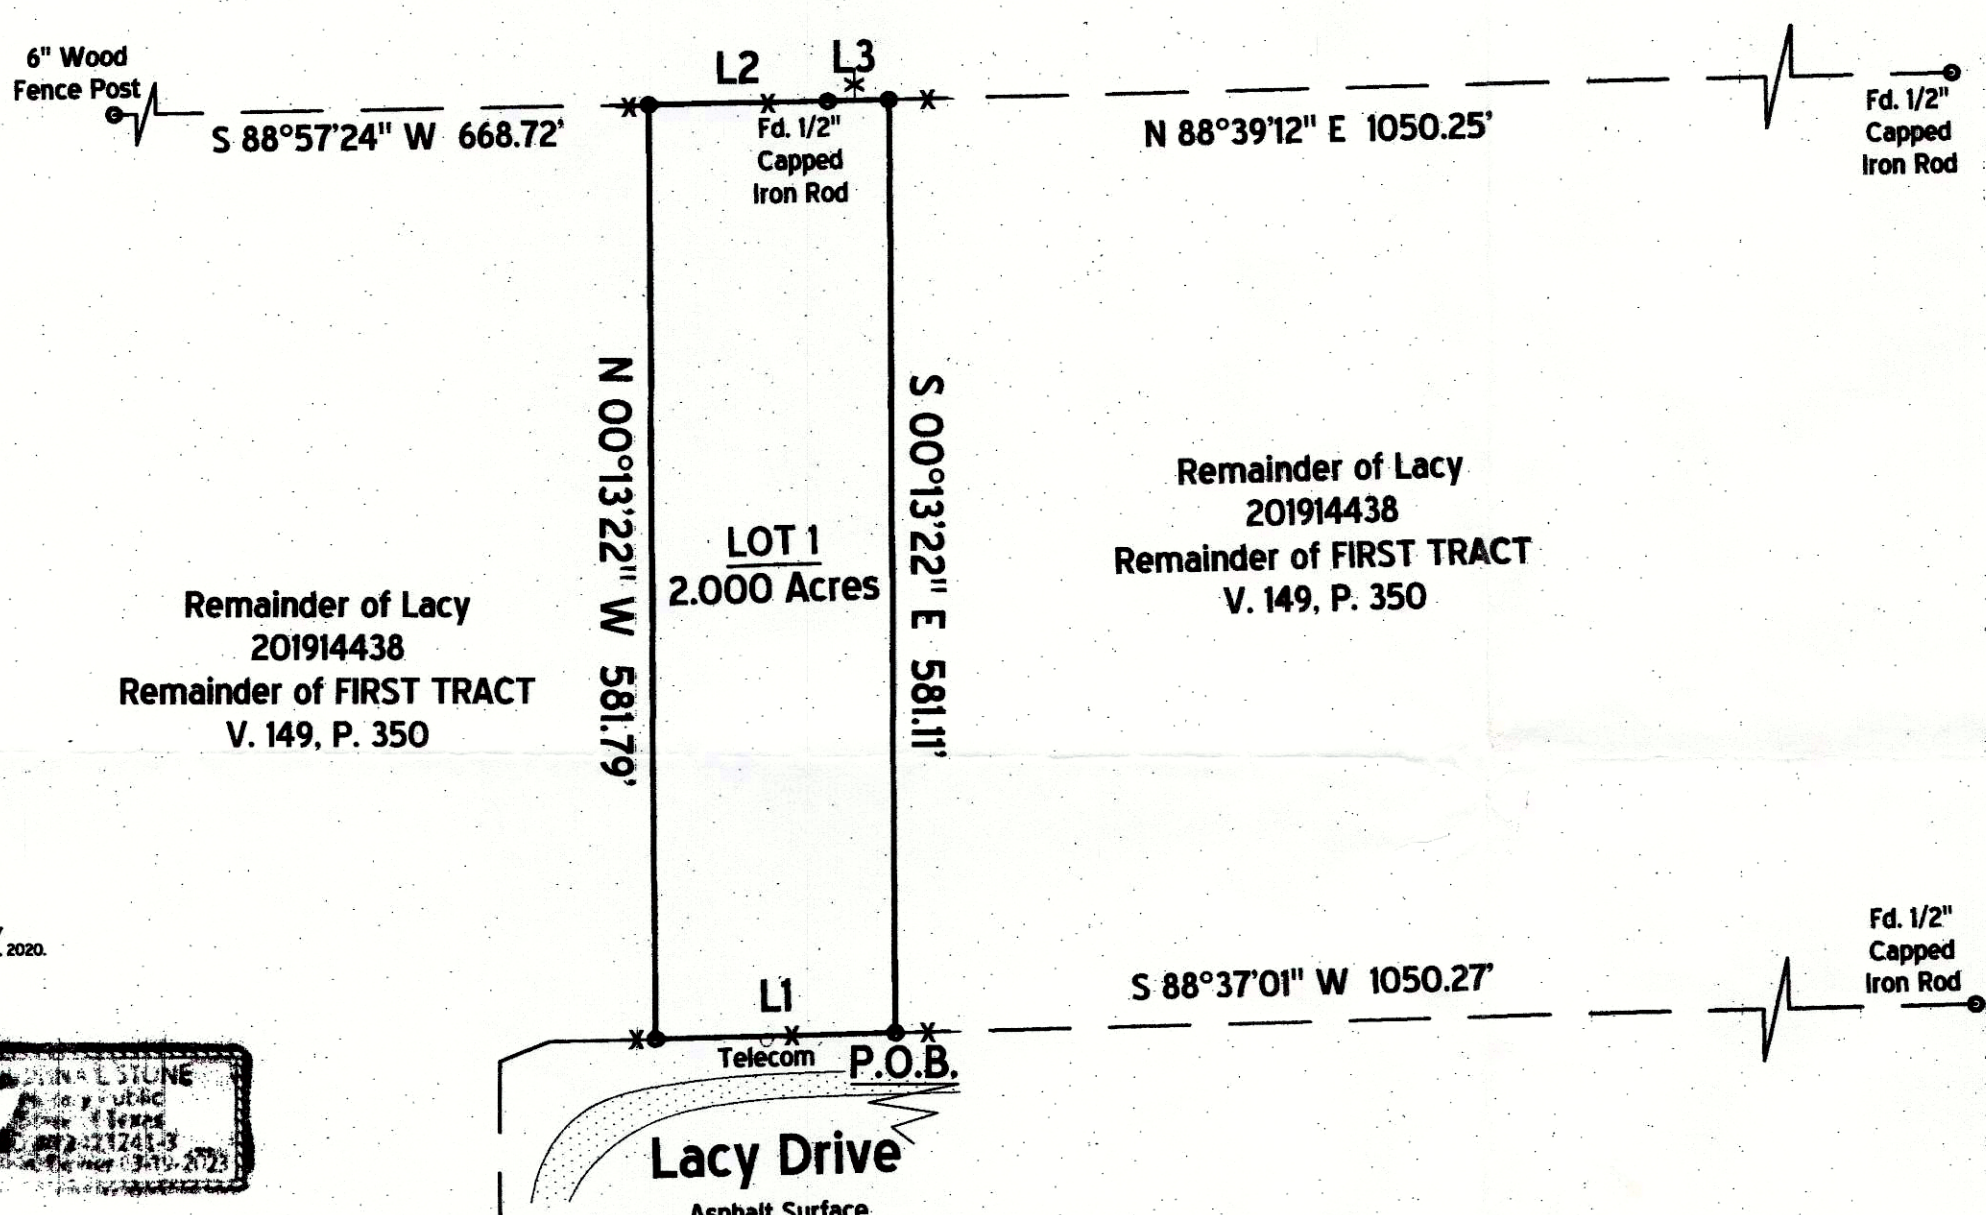 6" Wood
Fence Post
S 88°57'24" W 668.72'
L2
L3
Fd. 1/2"
Capped
Iron Rod
N 88°39'12" E 1050.25'
Fd. 1/2"
Capped
Iron Rod
N 00°13'22" W 581.79'
S 00°13'22" E 581.11'
LOT 1
2.000 Acres
Remainder of Lacy
201914438
Remainder of FIRST TRACT
V. 149, P. 350
Remainder of Lacy
201914438
Remainder of FIRST TRACT
V. 149, P. 350
2020.
L1
Telecom
P.O.B.
S 88°37'01" W 1050.27'
Fd. 1/2"
Capped
Iron Rod
STONE
Public
Texas
Lacy Drive
Asphalt Surface